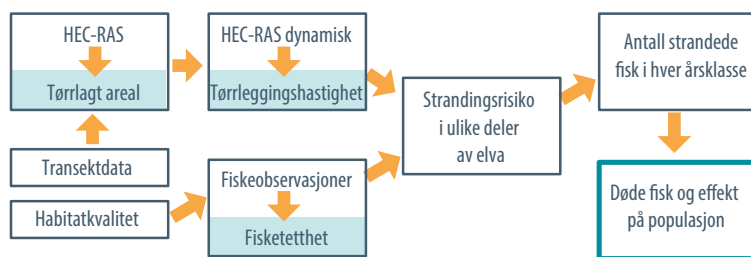 HEC-RAS
Tørrlagt areal
Transektdata
Habitatkvalitet
HEC-RAS dynamisk
Tørrleggingshastighet
Fiskeobservasjoner
Fisketetthet
Strandingsrisiko
i ulike deler
av elva
Antall strandede
fisk i hver årsklasse
Døde fisk og effekt
på populasjon